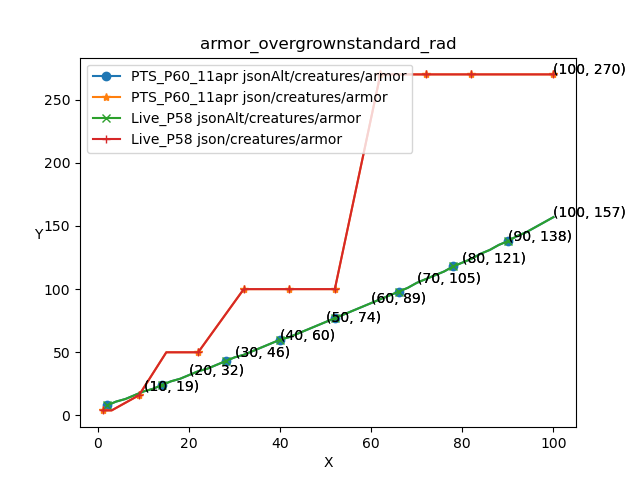 armor_overgrownstandard_rad
PTS_P60_11apr jsonAlt/creatures/armor
PTS_P60_11apr json/creatures/armor
Live_P58 jsonAlt/creatures/armor
Live_P58 json/creatures/armor
(100, 270)
(100, 157)
(90, 138)
(80, 121)
(70, 105)
(60, 89)
(50, 74)
(40, 60)
(30, 46)
(20, 32)
(10, 19)
Y
250
200
150
100
50
0
0 20 40 60 80 100
X